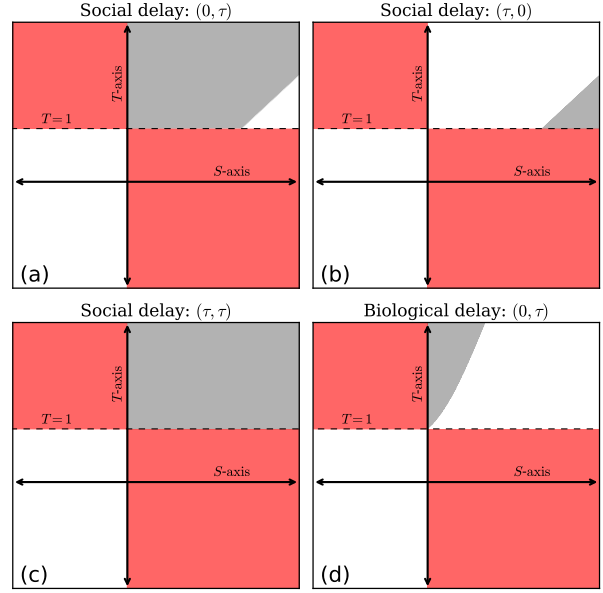 Social delay: (0, τ)
T-axis
T = 1
S-axis
(a)
Social delay: (τ, 0)
T-axis
T = 1
S-axis
(b)
Social delay: (τ, τ)
T-axis
T = 1
S-axis
(c)
Biological delay: (0, τ)
T-axis
T = 1
S-axis
(d)